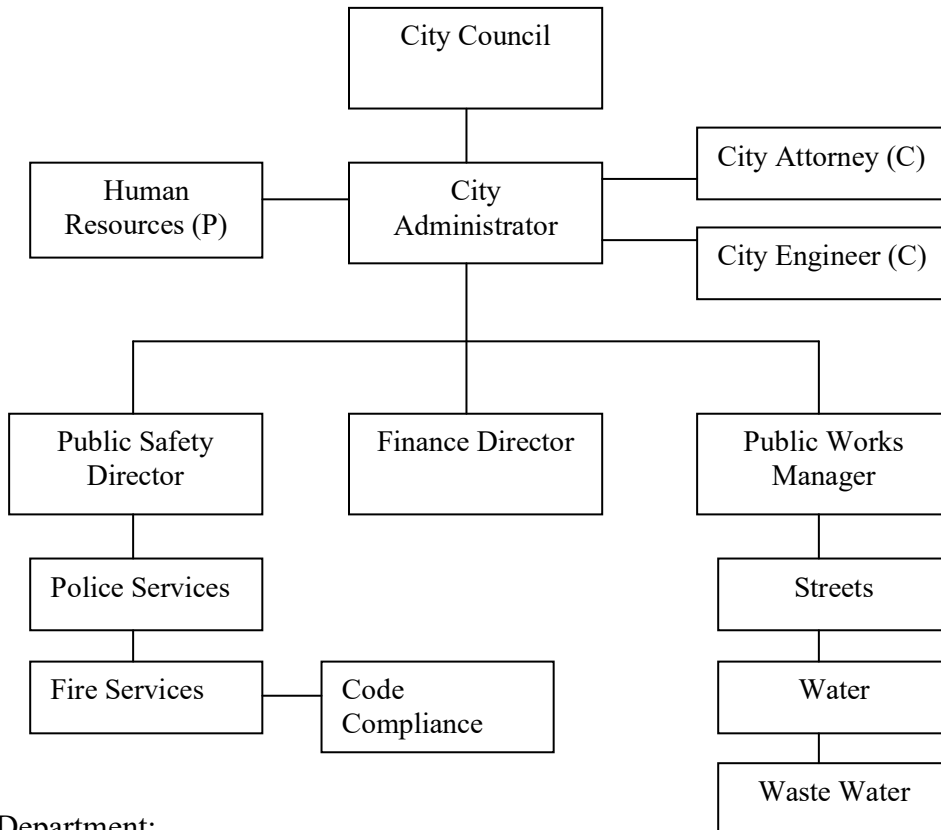 City Council
City Attorney (C)
Human
Resources (P)
City
Administrator
City Engineer (C)
Public Safety
Director
Finance Director
Public Works
Manager
Police Services
Streets
Fire Services
Code
Compliance
Water
Waste Water
Department: